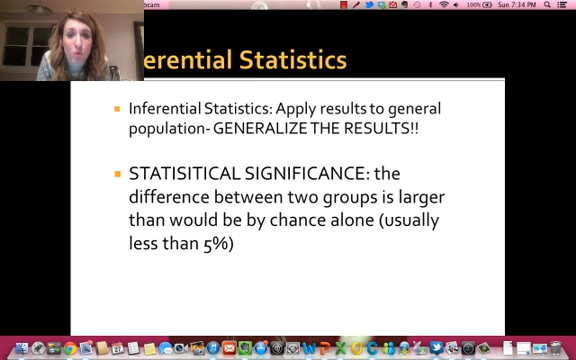 ocam
100%
Sun 7:34 PM
erential Statistics
Inferential Statistics: Apply results to general
population- GENERALIZE THE RESULTS!!
STATISITICAL SIGNIFICANCE: the
difference between two groups is larger
than would be by chance alone (usually
less than 5%)